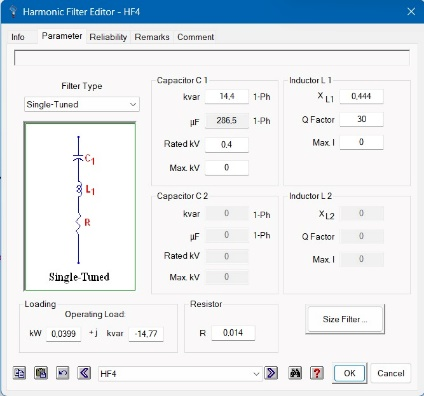 Harmonic Filter Editor - HF4
Info Parameter Reliability Remarks Comment
Filter Type
Single-Tuned
C1
L1
R
Single-Tuned
Capacitor C 1
kvar 14,4 1-Ph
µF 286,5 1-Ph
Rated kV 0.4
Max. kV 0
Inductor L 1
X L1 0,444
Q Factor 30
Max. I 0
Capacitor C 2
kvar 0 1-Ph
µF 0 1-Ph
Rated kV 0
Max. kV 0
Inductor L 2
X L2 0
Q Factor 0
Max. I 0
Loading
Operating Load:
kW 0,0399 + j kvar -14,77
Resistor
R 0.014
Size Filter...
HF4
?
OK Cancel